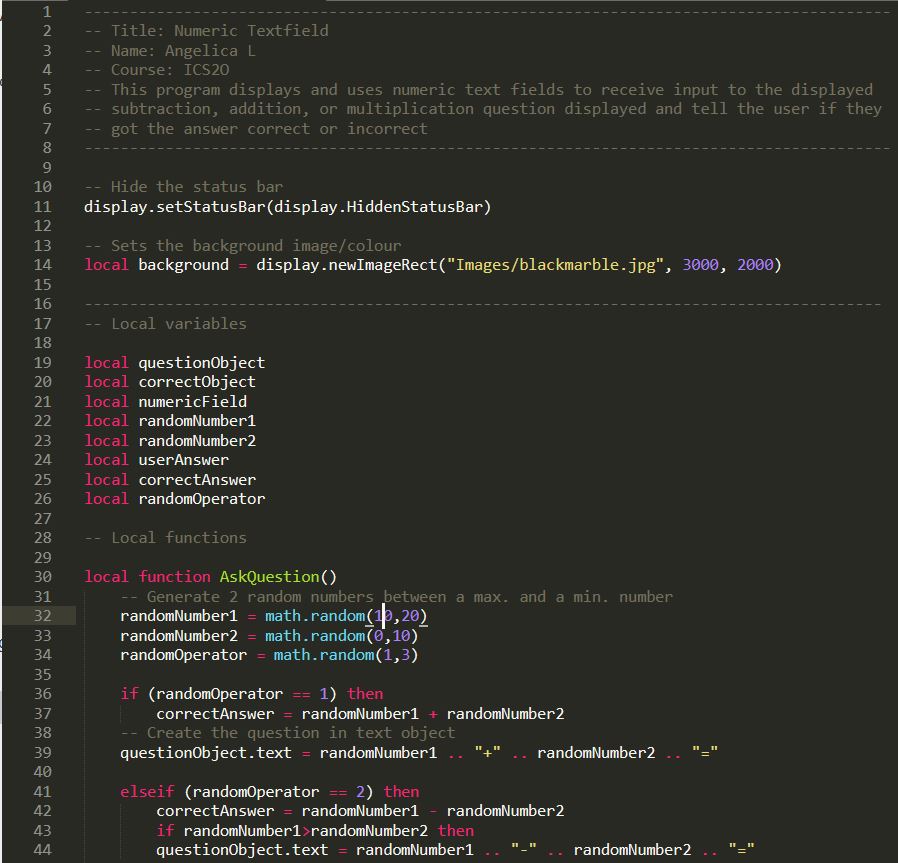 1 -----------------------------------------------------------------------------------------
2 -- Title: Numeric Textfield
3 -- Name: Angelica L
4 -- Course: ICS2O
5 -- This program displays and uses numeric text fields to receive input to the displayed
6 -- subtraction, addition, or multiplication question displayed and tell the user if they
7 -- got the answer correct or incorrect
8 -----------------------------------------------------------------------------------------
9
10 -- Hide the status bar
11 display.setStatusBar(display.HiddenStatusBar)
12
13 -- Sets the background image/colour
14 local background = display.newImageRect("Images/blackmarble.jpg", 3000, 2000)
15
16 ----------------------------------------------------------------------------------------
17 -- Local variables
18
19 local questionObject
20 local correctObject
21 local numericField
22 local randomNumber1
23 local randomNumber2
24 local userAnswer
25 local correctAnswer
26 local randomOperator
27
28 -- Local functions
29
30 local function AskQuestion()
31 -- Generate 2 random numbers between a max. and a min. number
32 randomNumber1 = math.random(10,20)
33 randomNumber2 = math.random(0,10)
34 randomOperator = math.random(1,3)
35
36 if (randomOperator == 1) then
37 correctAnswer = randomNumber1 + randomNumber2
38 -- Create the question in text object
39 questionObject.text = randomNumber1 .. "+" .. randomNumber2 .. "="
40
41 elseif (randomOperator == 2) then
42 correctAnswer = randomNumber1 - randomNumber2
43 if randomNumber1>randomNumber2 then
44 questionObject.text = randomNumber1 .. "-" .. randomNumber2 .. "="